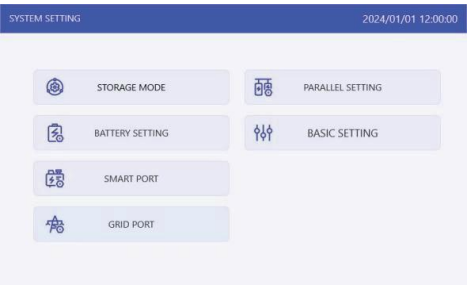 SYSTEM SETTING
2024/01/01 12:00:00
STORAGE MODE
PARALLEL SETTING
BATTERY SETTING
BASIC SETTING
SMART PORT
GRID PORT